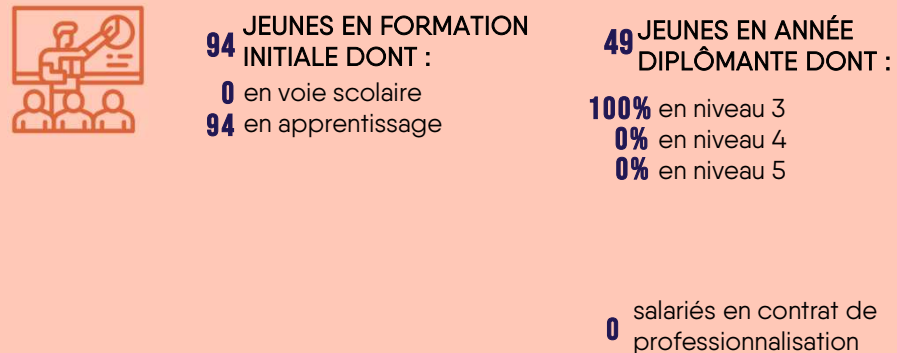 94 JEUNES EN FORMATION
INITIALE DONT :
0 en voie scolaire
94 en apprentissage
49 JEUNES EN ANNÉE
DIPLÔMANTE DONT :
100% en niveau 3
0% en niveau 4
0% en niveau 5
0 salariés en contrat de
professionnalisation